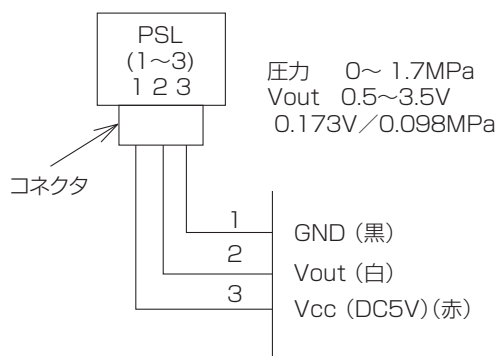 PSL
(1～3)
1 2 3
圧力 0～ 1.7MPa
Vout 0.5～3.5V
0.173V／0.098MPa
コネクタ
1
GND（黒）
2
Vout（白）
3
Vcc（DC5V）（赤）